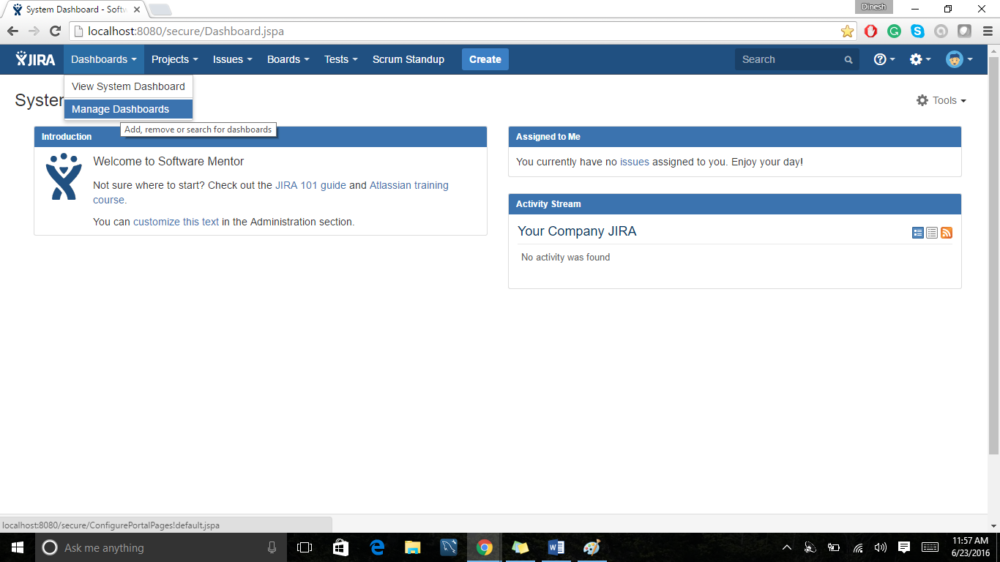 System Dashboard - Softw
Dinesh
localhost:8080/secure/Dashboard.jspa
JIRA Dashboards Projects Issues Boards Tests Scrum Standup Create Search
View System Dashboard
Manage Dashboards
Add, remove or search for dashboards
Syster
Tools
Introduction
Welcome to Software Mentor
Not sure where to start? Check out the JIRA 101 guide and Atlassian training
course.
You can customize this text in the Administration section.
Assigned to Me
You currently have no issues assigned to you. Enjoy your day!
Activity Stream
Your Company JIRA
No activity was found
localhost:8080/secure/ConfigurePortalPages!default.jspa
Ask me anything
11:57 AM
6/23/2016